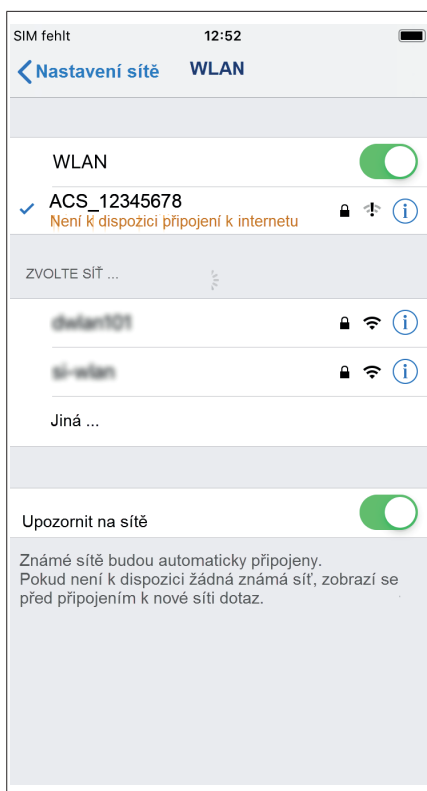 SIM fehlt 12:52
Nastavení sítě WLAN
WLAN
ACS_12345678
Není k dispozici připojení k internetu
ZVOLTE SÍŤ ...
Jiná ...
Upozornit na sítě
Známé sítě budou automaticky připojeny.
Pokud není k dispozici žádná známá síť, zobrazí se
před připojením k nové síti dotaz.